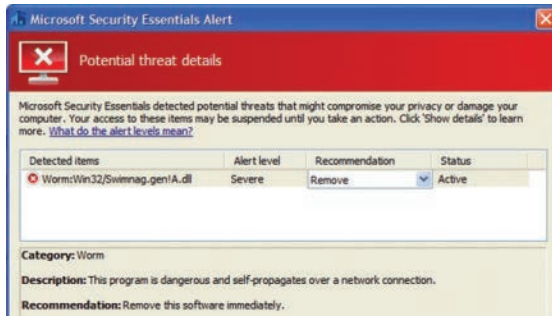 Microsoft Security Essentials Alert
Potential threat details
Microsoft Security Essentials detected potential threats that might compromise your privacy or damage your
computer. Your access to these items may be suspended until you take an action. Click 'Show details' to learn
more. What do the alert levels mean?
Detected items Alert level Recommendation Status
Worm:Win32/Swimnag.gen!A.dll Severe Remove Active
Category: Worm
Description: This program is dangerous and self-propagates over a network connection.
Recommendation: Remove this software immediately.